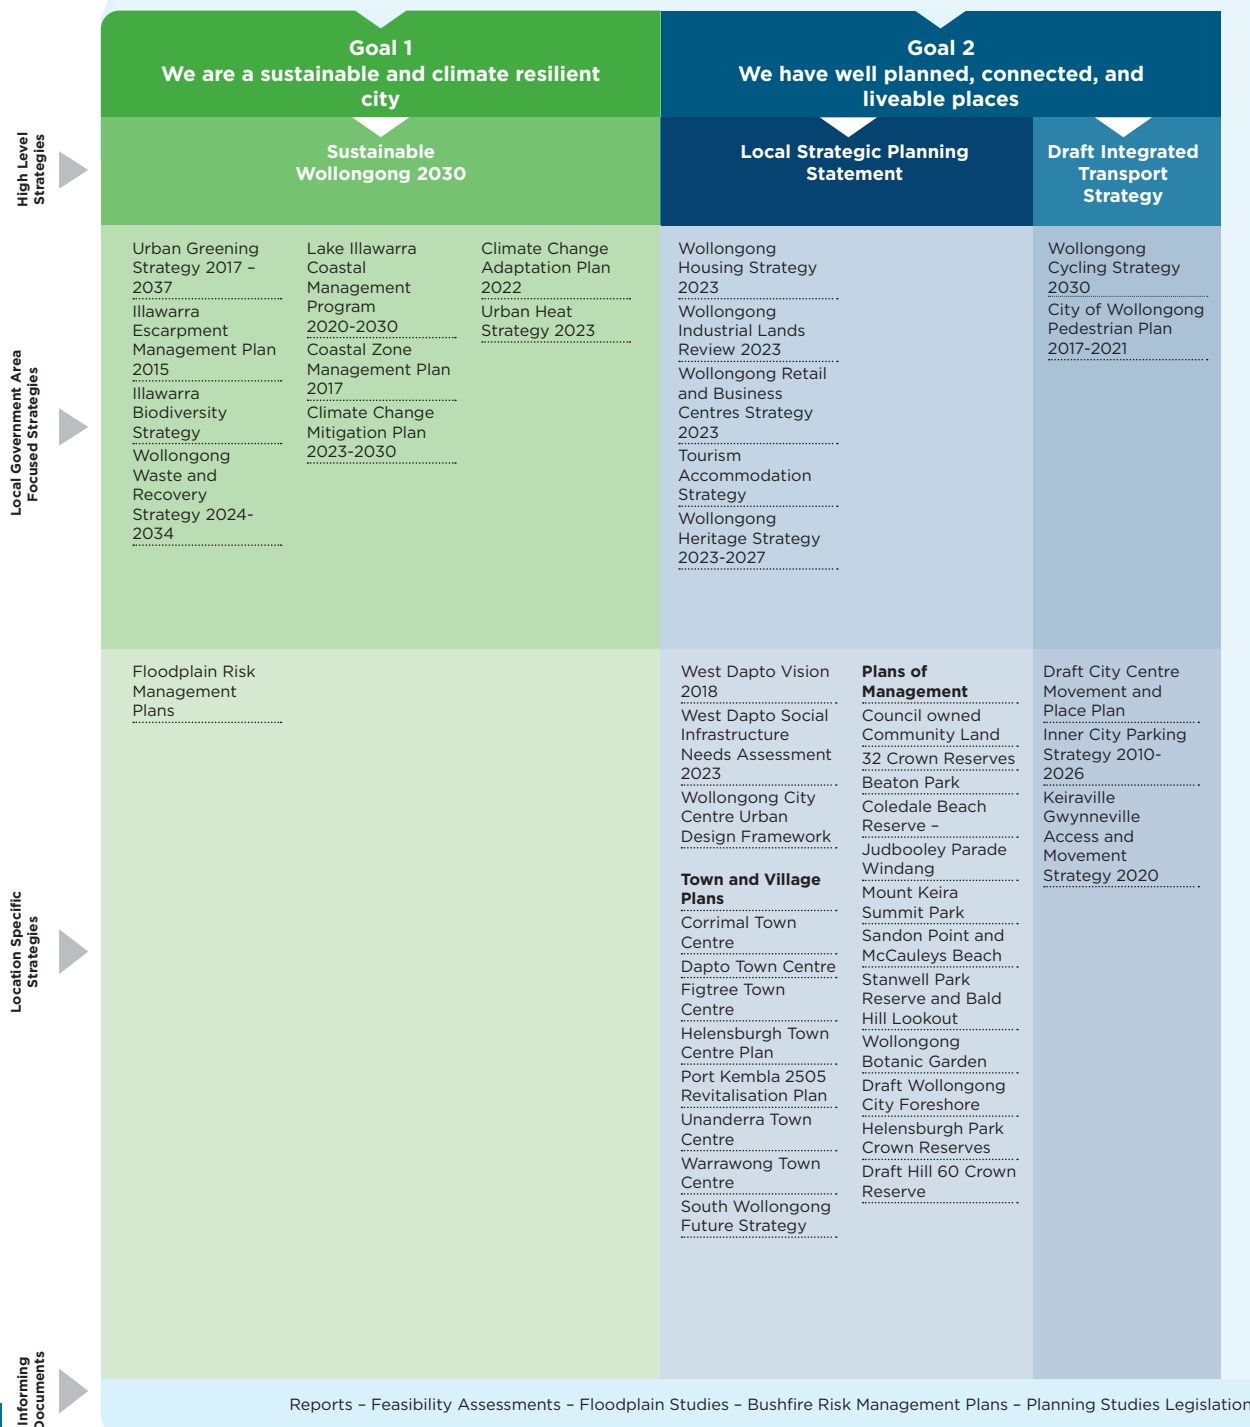 Goal 1
We are a sustainable and climate resilient
city
Goal 2
We have well planned, connected, and
liveable places
High Level
Strategies
Sustainable
Wollongong 2030
Local Strategic Planning
Statement
Draft Integrated
Transport
Strategy
Local Government Area
Focused Strategies
Urban Greening
Strategy 2017 –
2037
Illawarra
Escarpment
Management Plan
2015
Illawarra
Biodiversity
Strategy
Wollongong
Waste and
Recovery
Strategy 2024-
2034
Lake Illawarra
Coastal
Management
Program
2020-2030
Coastal Zone
Management Plan
2017
Climate Change
Mitigation Plan
2023-2030
Climate Change
Adaptation Plan
2022
Urban Heat
Strategy 2023
Wollongong
Housing Strategy
2023
Wollongong
Industrial Lands
Review 2023
Wollongong Retail
and Business
Centres Strategy
2023
Tourism
Accommodation
Strategy
Wollongong
Heritage Strategy
2023-2027
Wollongong
Cycling Strategy
2030
City of Wollongong
Pedestrian Plan
2017-2021
Location Specific
Strategies
Floodplain Risk
Management
Plans
West Dapto Vision
2018
West Dapto Social
Infrastructure
Needs Assessment
2023
Wollongong City
Centre Urban
Design Framework
Town and Village
Plans
Corrimal Town
Centre
Dapto Town Centre
Figtree Town
Centre
Helensburgh Town
Centre Plan
Port Kembla 2505
Revitalisation Plan
Unanderra Town
Centre
Warrawong Town
Centre
South Wollongong
Future Strategy
Plans of
Management
Council owned
Community Land
32 Crown Reserves
Beaton Park
Coledale Beach
Reserve –
Judbooley Parade
Windang
Mount Keira
Summit Park
Sandon Point and
McCauleys Beach
Stanwell Park
Reserve and Bald
Hill Lookout
Wollongong
Botanic Garden
Draft Wollongong
City Foreshore
Helensburgh Park
Crown Reserves
Draft Hill 60 Crown
Reserve
Draft City Centre
Movement and
Place Plan
Inner City Parking
Strategy 2010-
2026
Keiraville
Gwynneville
Access and
Movement
Strategy 2020
Informing
Documents
Reports – Feasibility Assessments – Floodplain Studies – Bushfire Risk Management Plans – Planning Studies Legislation